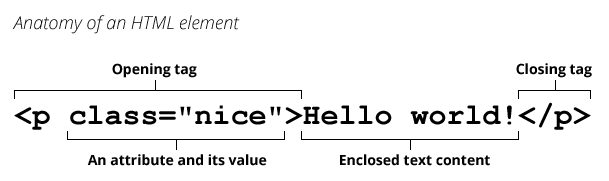 Anatomy of an HTML element
Opening tag Closing tag
<p class="nice">Hello world!</p>
An attribute and its value Enclosed text content